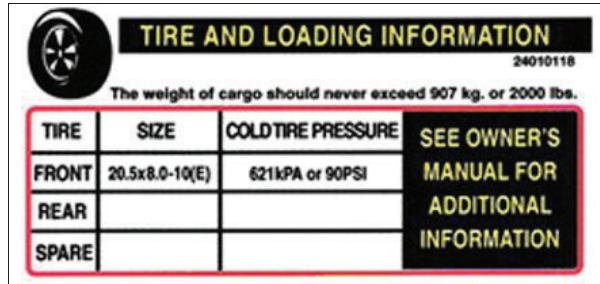 TIRE AND LOADING INFORMATION
24010118
The weight of cargo should never exceed 907 kg. or 2000 lbs.
TIRE SIZE COLD TIRE PRESSURE
FRONT 20.5x8.0-10(E) 621kPA or 90PSI
REAR
SPARE
SEE OWNER'S
MANUAL FOR
ADDITIONAL
INFORMATION